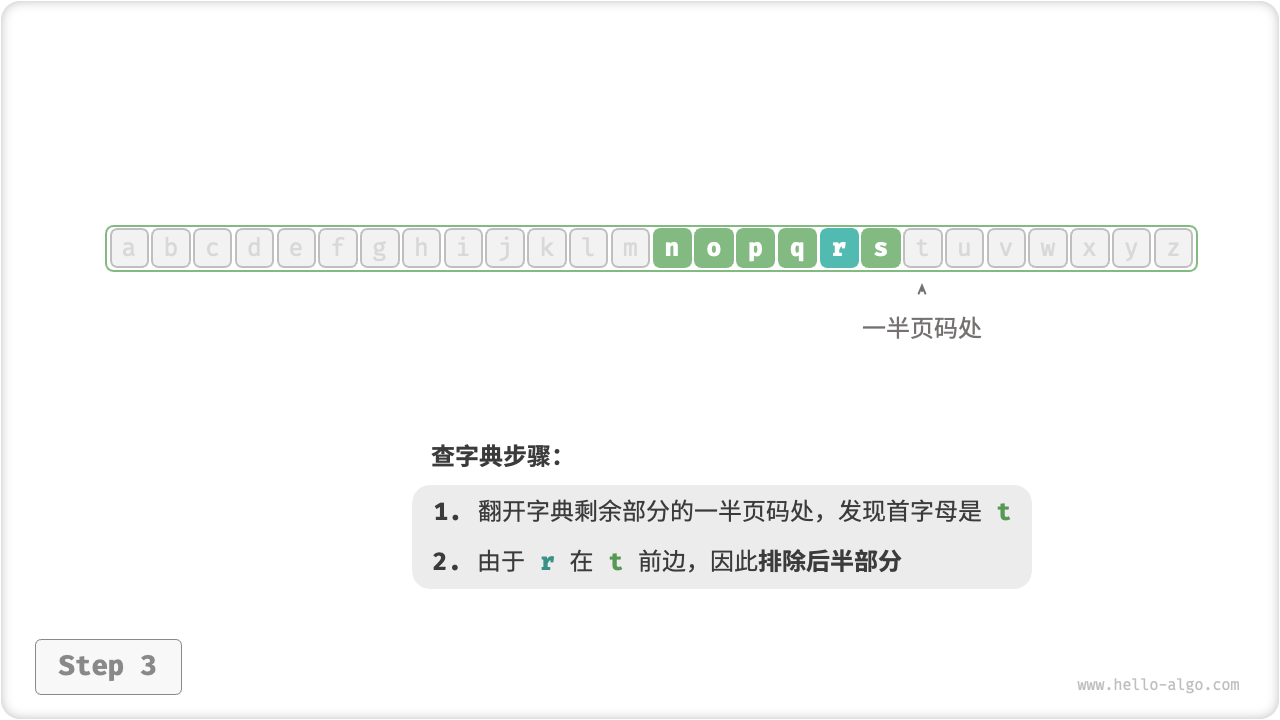 a b c d e f g h i j k l m n o p q r s t u v w x y z
一半页码处
查字典步骤：
1. 翻开字典剩余部分的一半页码处，发现首字母是 t
2. 由于 r 在 t 前边，因此排除后半部分
Step 3
www.hello-algo.com